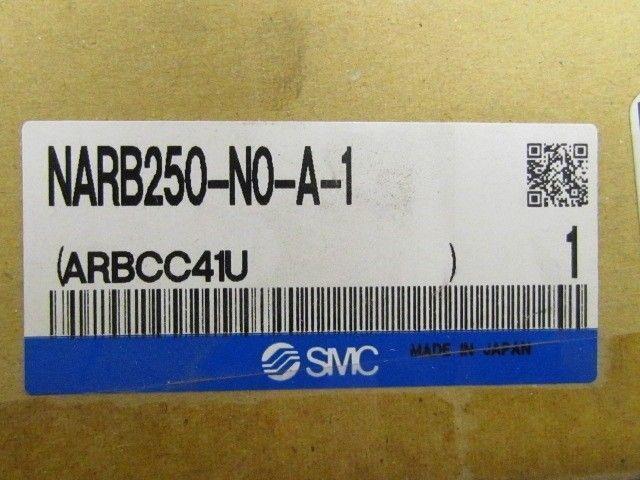 NARB250-N0-A-1
(ARBCC41U )
1
SMC
MADE IN JAPAN